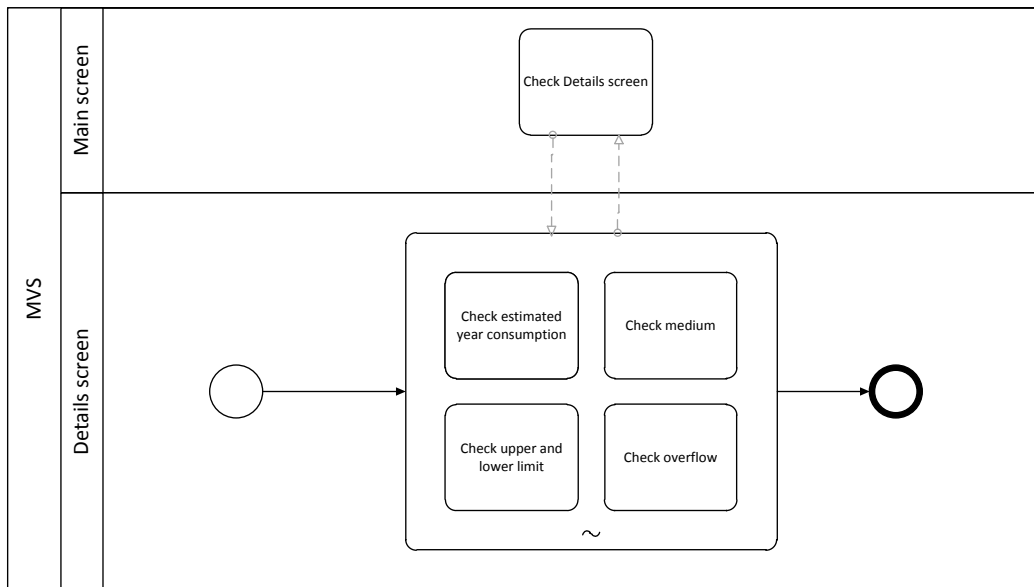 MVS
Main screen
Check Details screen
Details screen
Check estimated
year consumption
Check medium
Check upper and
lower limit
Check overflow
~